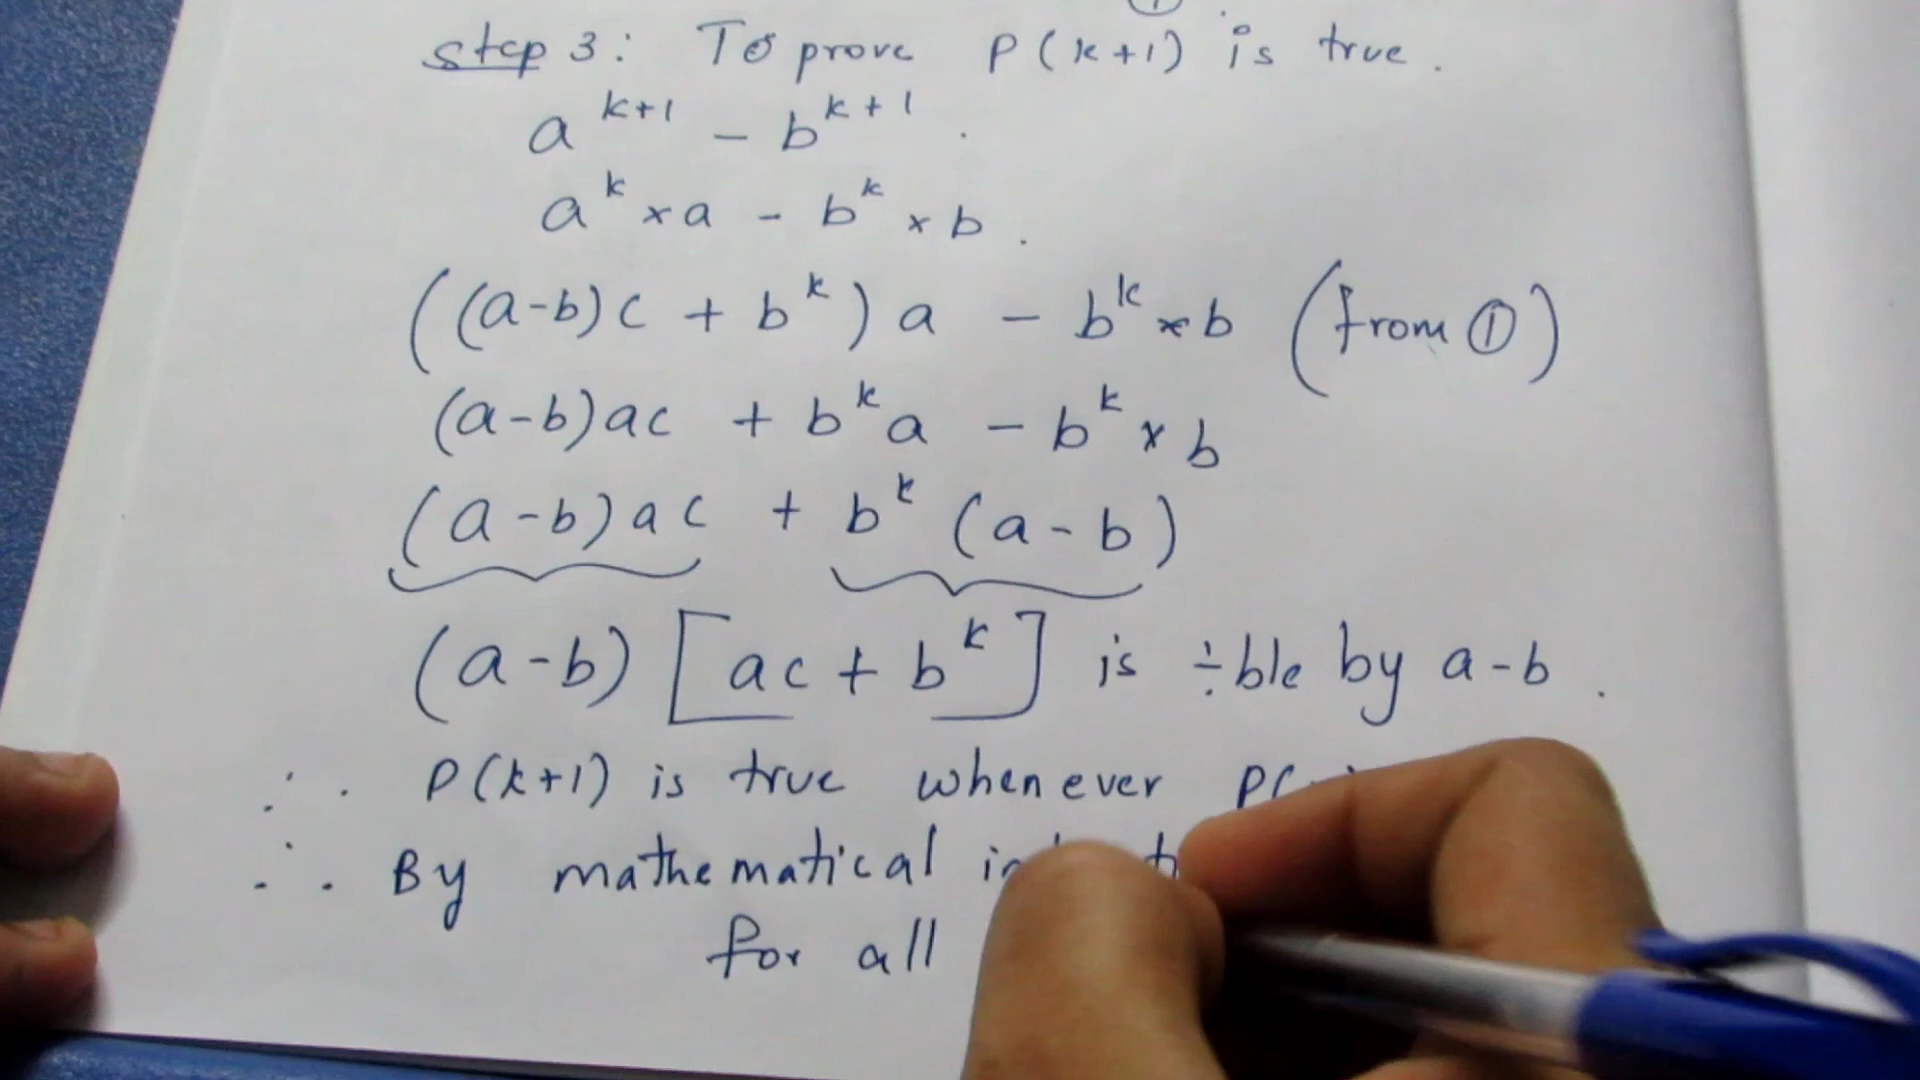 step 3: To prove P(k+1) is true.
a^{k+1} - b^{k+1}.
a^k × a - b^k × b.
((a-b)c + b^k) a - b^k × b (from ①)
(a-b)ac + b^k a - b^k × b
(a-b)ac + b^k (a-b)
(a-b) [ac + b^k] is ÷ble by a-b.
∴ P(k+1) is true whenever P(
∴ By mathematical
for all